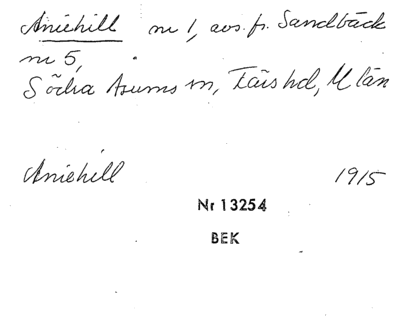 Aniehill nr 1, avs. fr. Sandbäck
nr 5,
Södra Åsums sn, Färs hd, M län
Aniehill 1915
Nr 13254
BEK